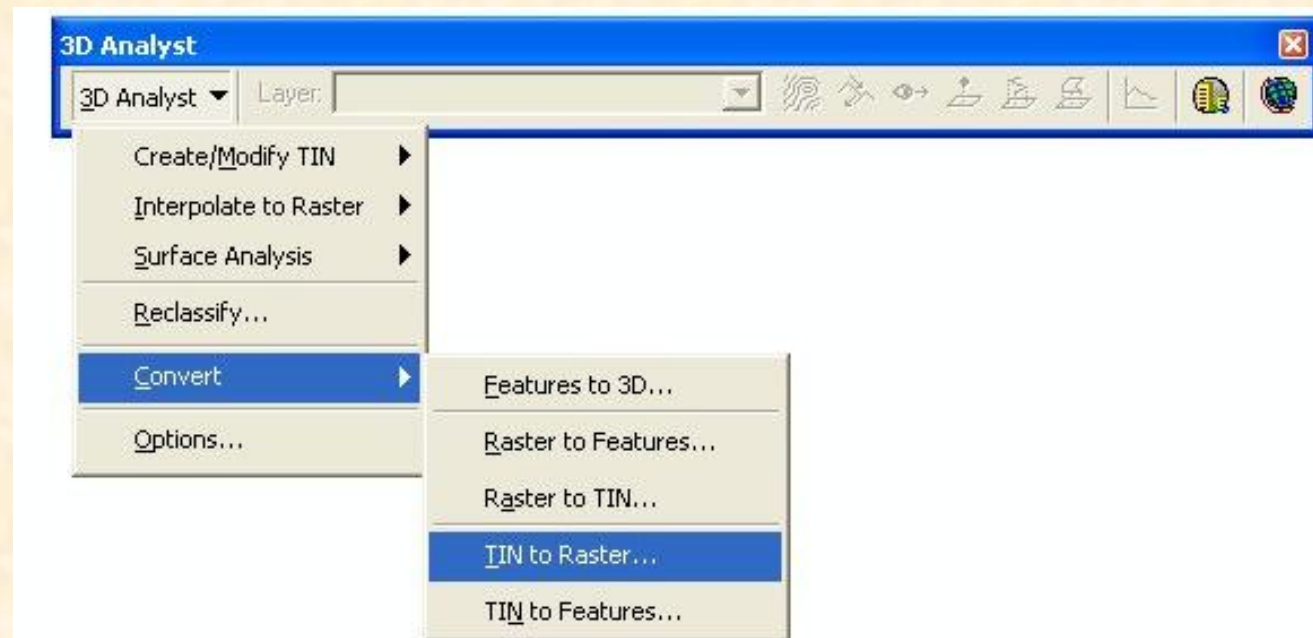 3D Analyst
3D Analyst
Layer:
Create/Modify TIN
Interpolate to Raster
Surface Analysis
Reclassify...
Convert
Options...
Features to 3D...
Raster to Features...
Raster to TIN...
TIN to Raster...
TIN to Features...